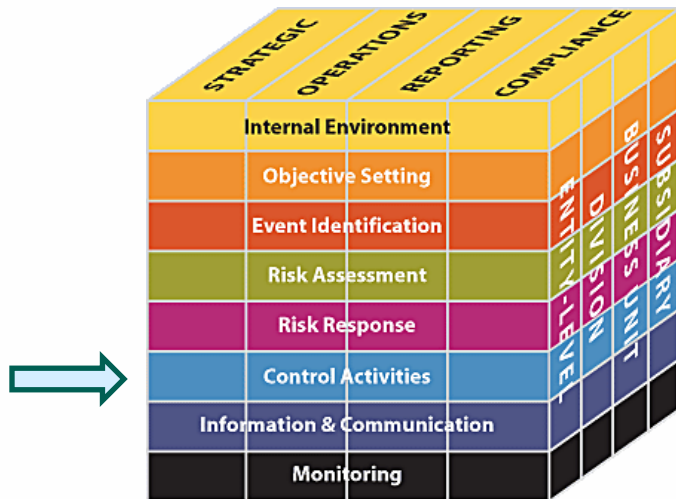 STRATEGIC
OPERATIONS
REPORTING
COMPLIANCE
Internal Environment
Objective Setting
Event Identification
Risk Assessment
Risk Response
Control Activities
Information & Communication
Monitoring
ENTITY-LEVEL
DIVISION
BUSINESS UNIT
SUBSIDIARY